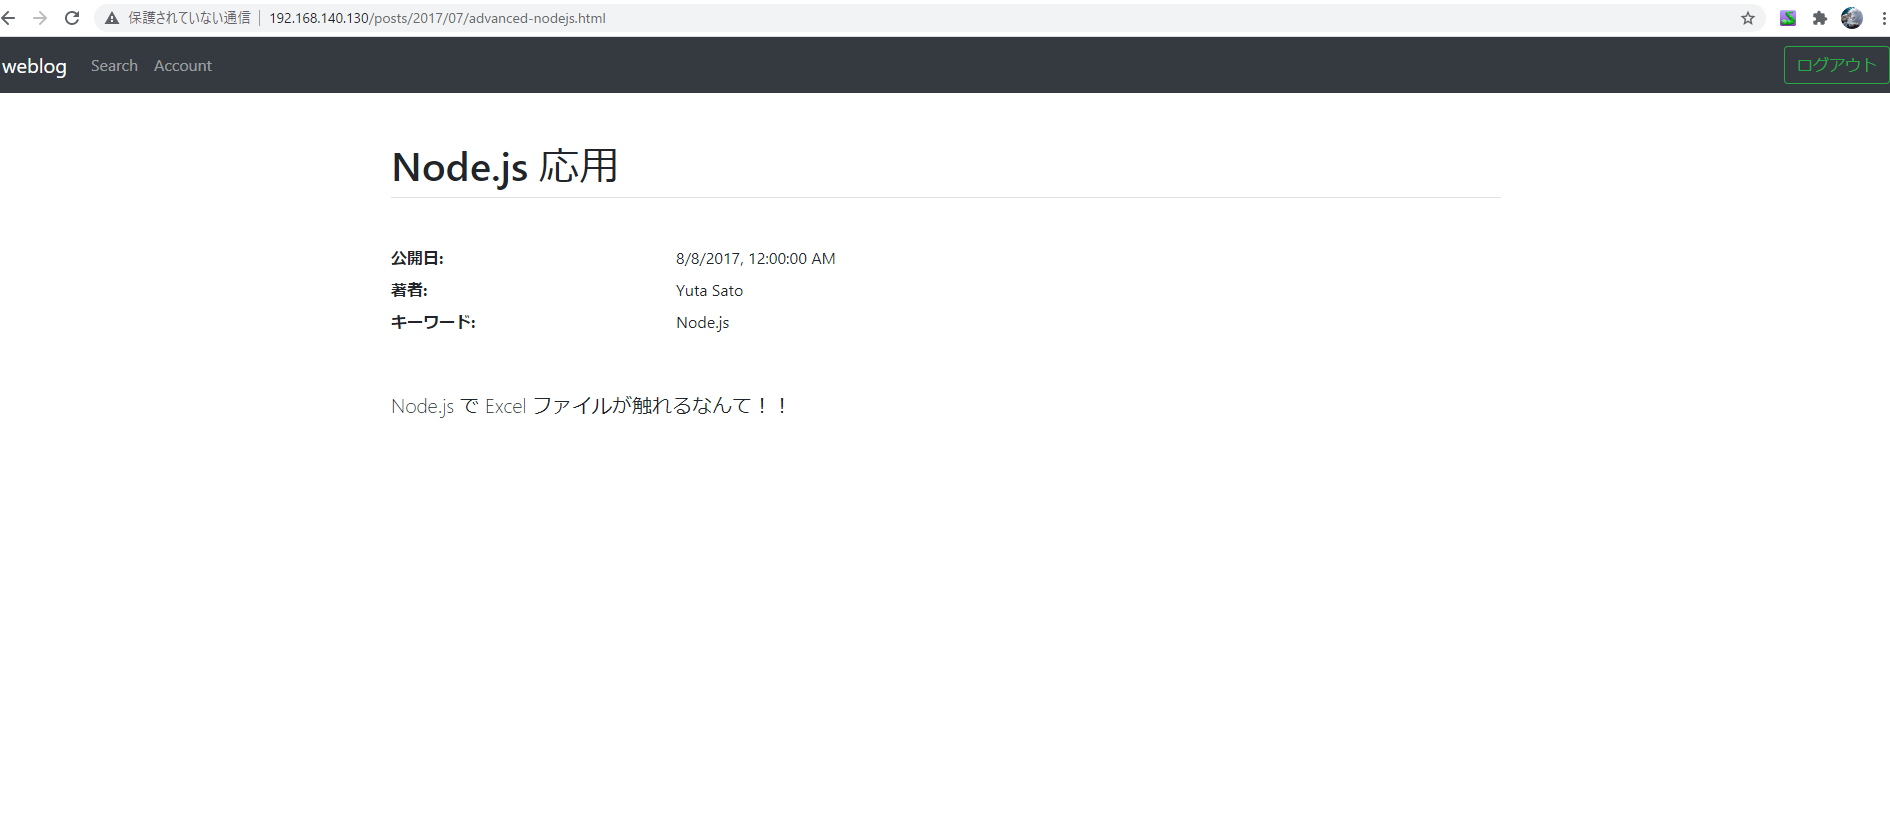 保護されていない通信 | 192.168.140.130/posts/2017/07/advanced-nodejs.html
weblog Search Account ログアウト
Node.js 応用
公開日: 8/8/2017, 12:00:00 AM
著者: Yuta Sato
キーワード: Node.js
Node.js で Excel ファイルが触れるなんて！！